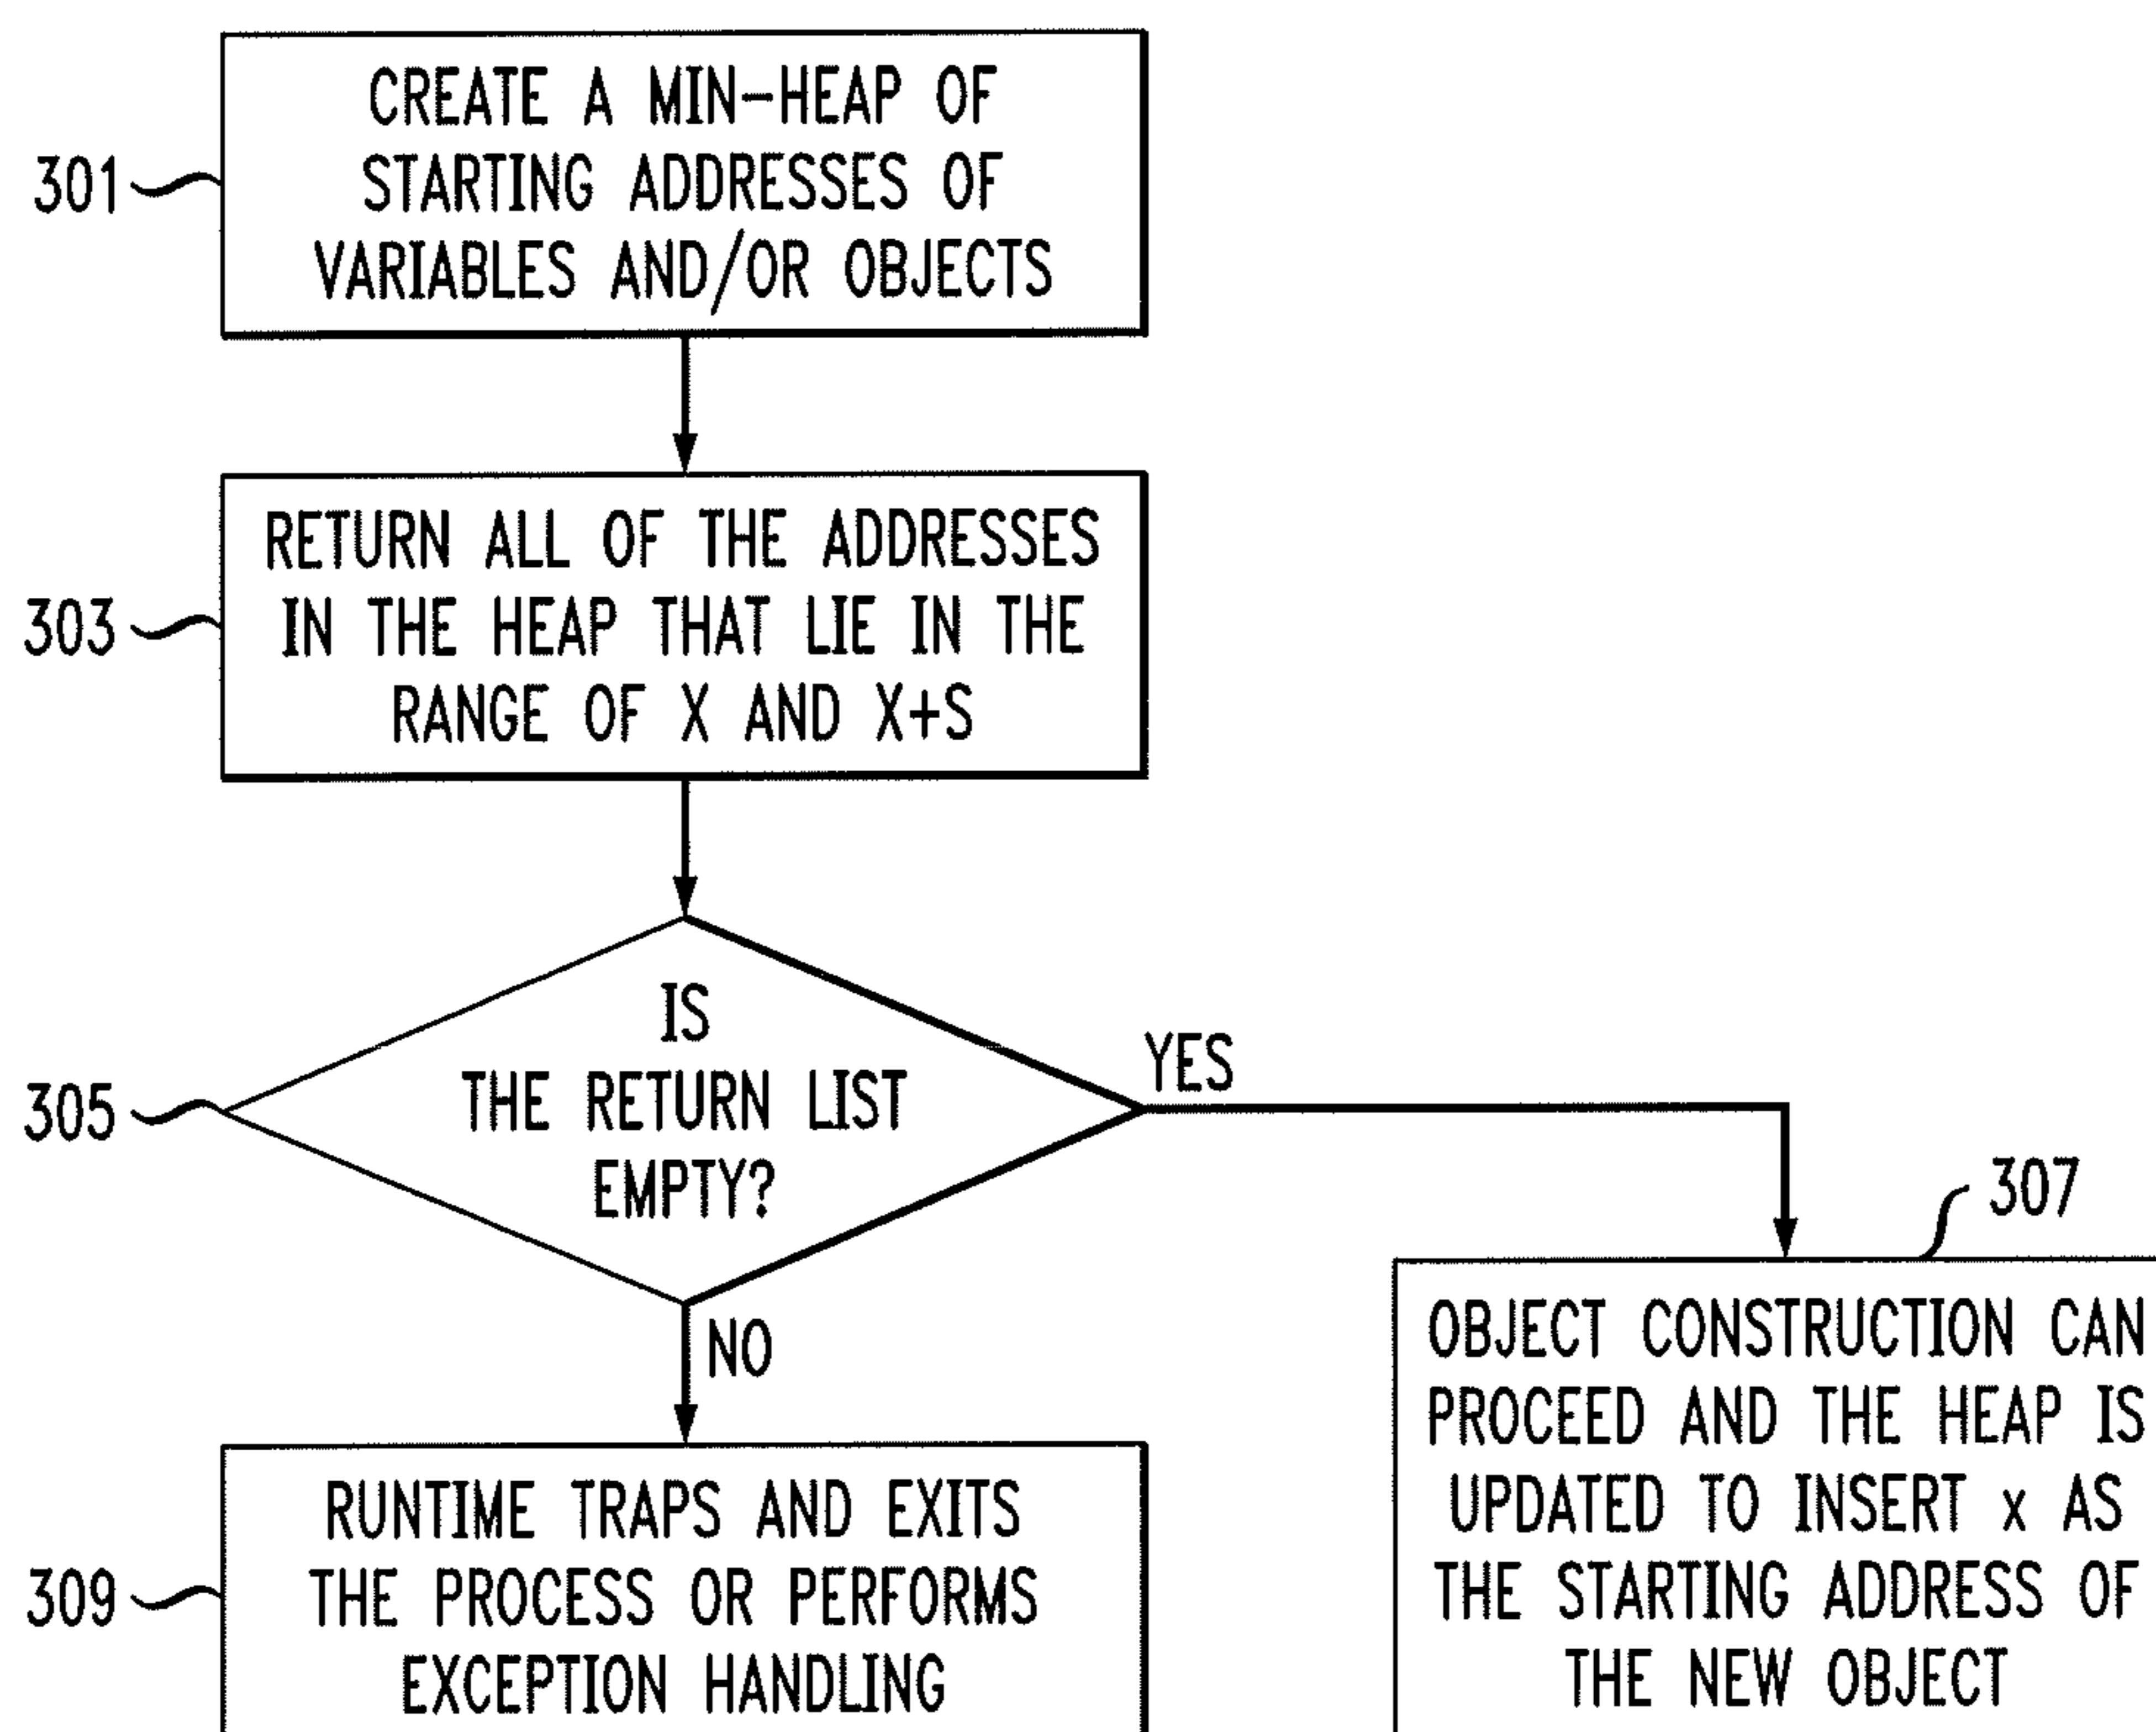 301
CREATE A MIN-HEAP OF
STARTING ADDRESSES OF
VARIABLES AND/OR OBJECTS
303
RETURN ALL OF THE ADDRESSES
IN THE HEAP THAT LIE IN THE
RANGE OF X AND X+S
305
IS
THE RETURN LIST
EMPTY?
YES
NO
307
OBJECT CONSTRUCTION CAN
PROCEED AND THE HEAP IS
UPDATED TO INSERT x AS
THE STARTING ADDRESS OF
THE NEW OBJECT
309
RUNTIME TRAPS AND EXITS
THE PROCESS OR PERFORMS
EXCEPTION HANDLING